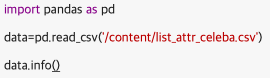 import pandas as pd
data=pd.read_csv('/content/list_attr_celeba.csv')
data.info()